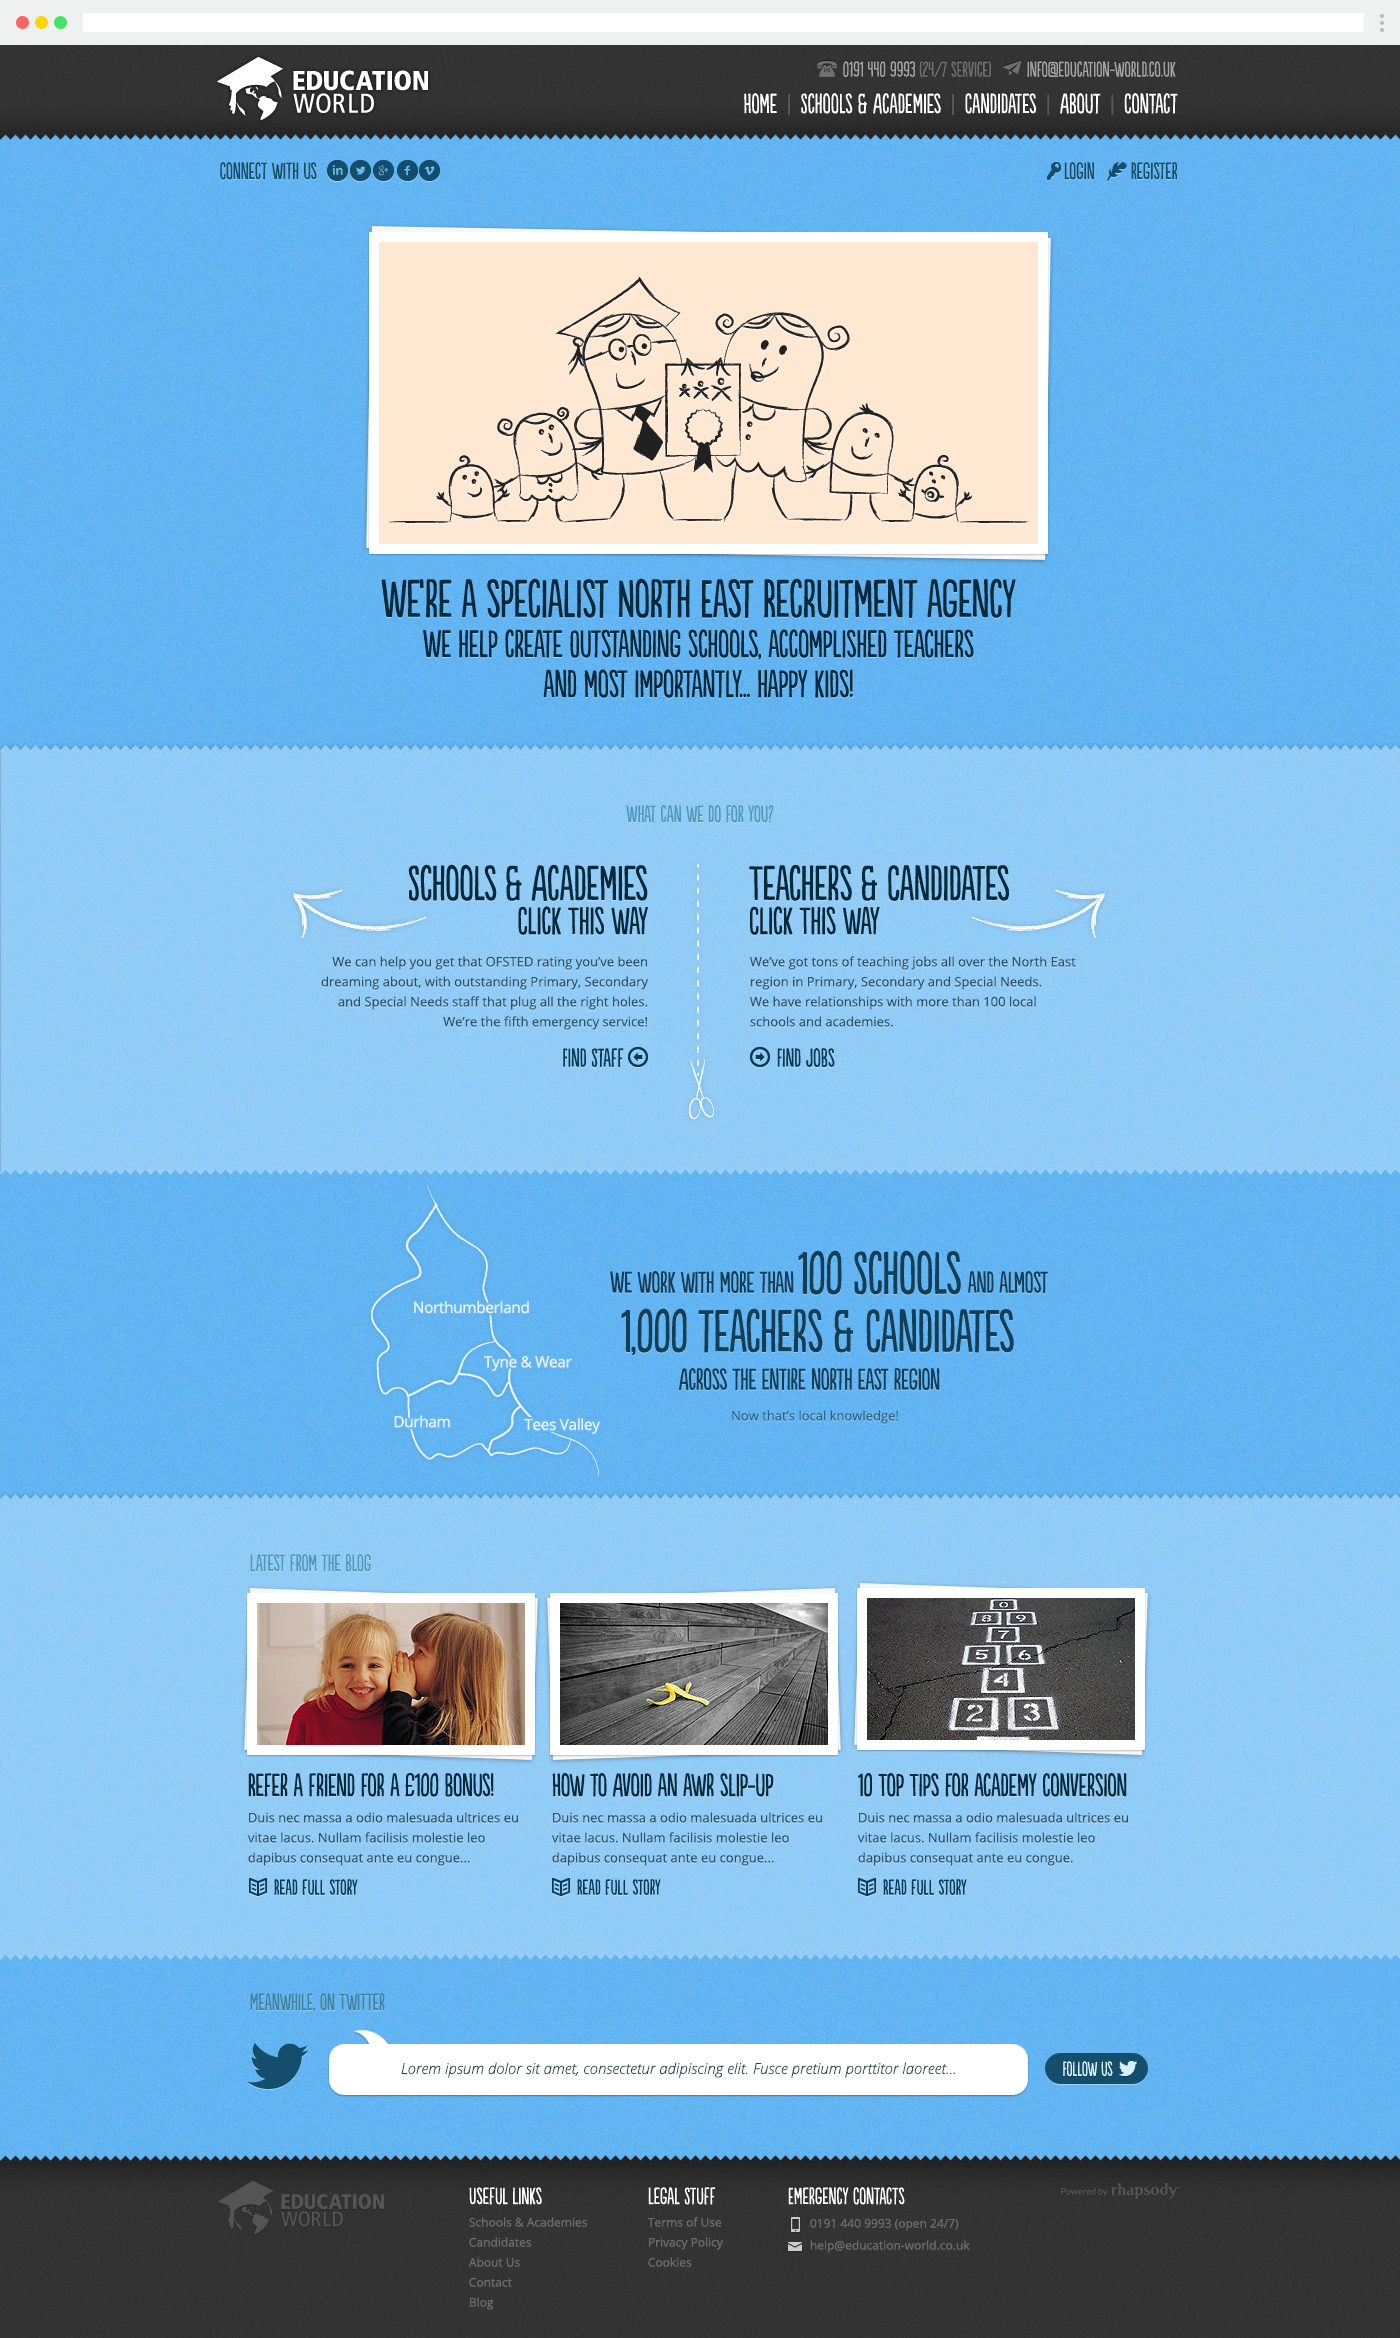 EDUCATION
WORLD
0191 440 9993 (24/7 SERVICE) INFO@EDUCATION-WORLD.CO.UK
HOME | SCHOOLS & ACADEMIES | CANDIDATES | ABOUT | CONTACT
CONNECT WITH US
LOGIN REGISTER
WE'RE A SPECIALIST NORTH EAST RECRUITMENT AGENCY
WE HELP CREATE OUTSTANDING SCHOOLS, ACCOMPLISHED TEACHERS
AND MOST IMPORTANTLY... HAPPY KIDS!
WHAT CAN WE DO FOR YOU?
SCHOOLS & ACADEMIES
CLICK THIS WAY
We can help you get that OFSTED rating you've been
dreaming about, with outstanding Primary, Secondary
and Special Needs staff that plug all the right holes.
We're the fifth emergency service!
FIND STAFF
TEACHERS & CANDIDATES
CLICK THIS WAY
We've got tons of teaching jobs all over the North East
region in Primary, Secondary and Special Needs.
We have relationships with more than 100 local
schools and academies.
FIND JOBS
Northumberland
Tyne & Wear
Durham
Tees Valley
WE WORK WITH MORE THAN 100 SCHOOLS AND ALMOST
1,000 TEACHERS & CANDIDATES
ACROSS THE ENTIRE NORTH EAST REGION
Now that's local knowledge!
LATEST FROM THE BLOG
0
8 9
7
5 6
4
2 3
REFER A FRIEND FOR A £100 BONUS!
Duis nec massa a odio malesuada ultrices eu
vitae lacus. Nullam facilisis molestie leo
dapibus consequat ante eu congue...
READ FULL STORY
HOW TO AVOID AN AWR SLIP-UP
Duis nec massa a odio malesuada ultrices eu
vitae lacus. Nullam facilisis molestie leo
dapibus consequat ante eu congue...
READ FULL STORY
10 TOP TIPS FOR ACADEMY CONVERSION
Duis nec massa a odio malesuada ultrices eu
vitae lacus. Nullam facilisis molestie leo
dapibus consequat ante eu congue.
READ FULL STORY
MEANWHILE, ON TWITTER
Lorem ipsum dolor sit amet, consectetur adipiscing elit. Fusce pretium porttitor laoreet...
FOLLOW US
EDUCATION
WORLD
USEFUL LINKS
Schools & Academies
Candidates
About Us
Contact
Blog
LEGAL STUFF
Terms of Use
Privacy Policy
Cookies
EMERGENCY CONTACTS
0191 440 9993 (open 24/7)
help@education-world.co.uk
Powered by rhapsody